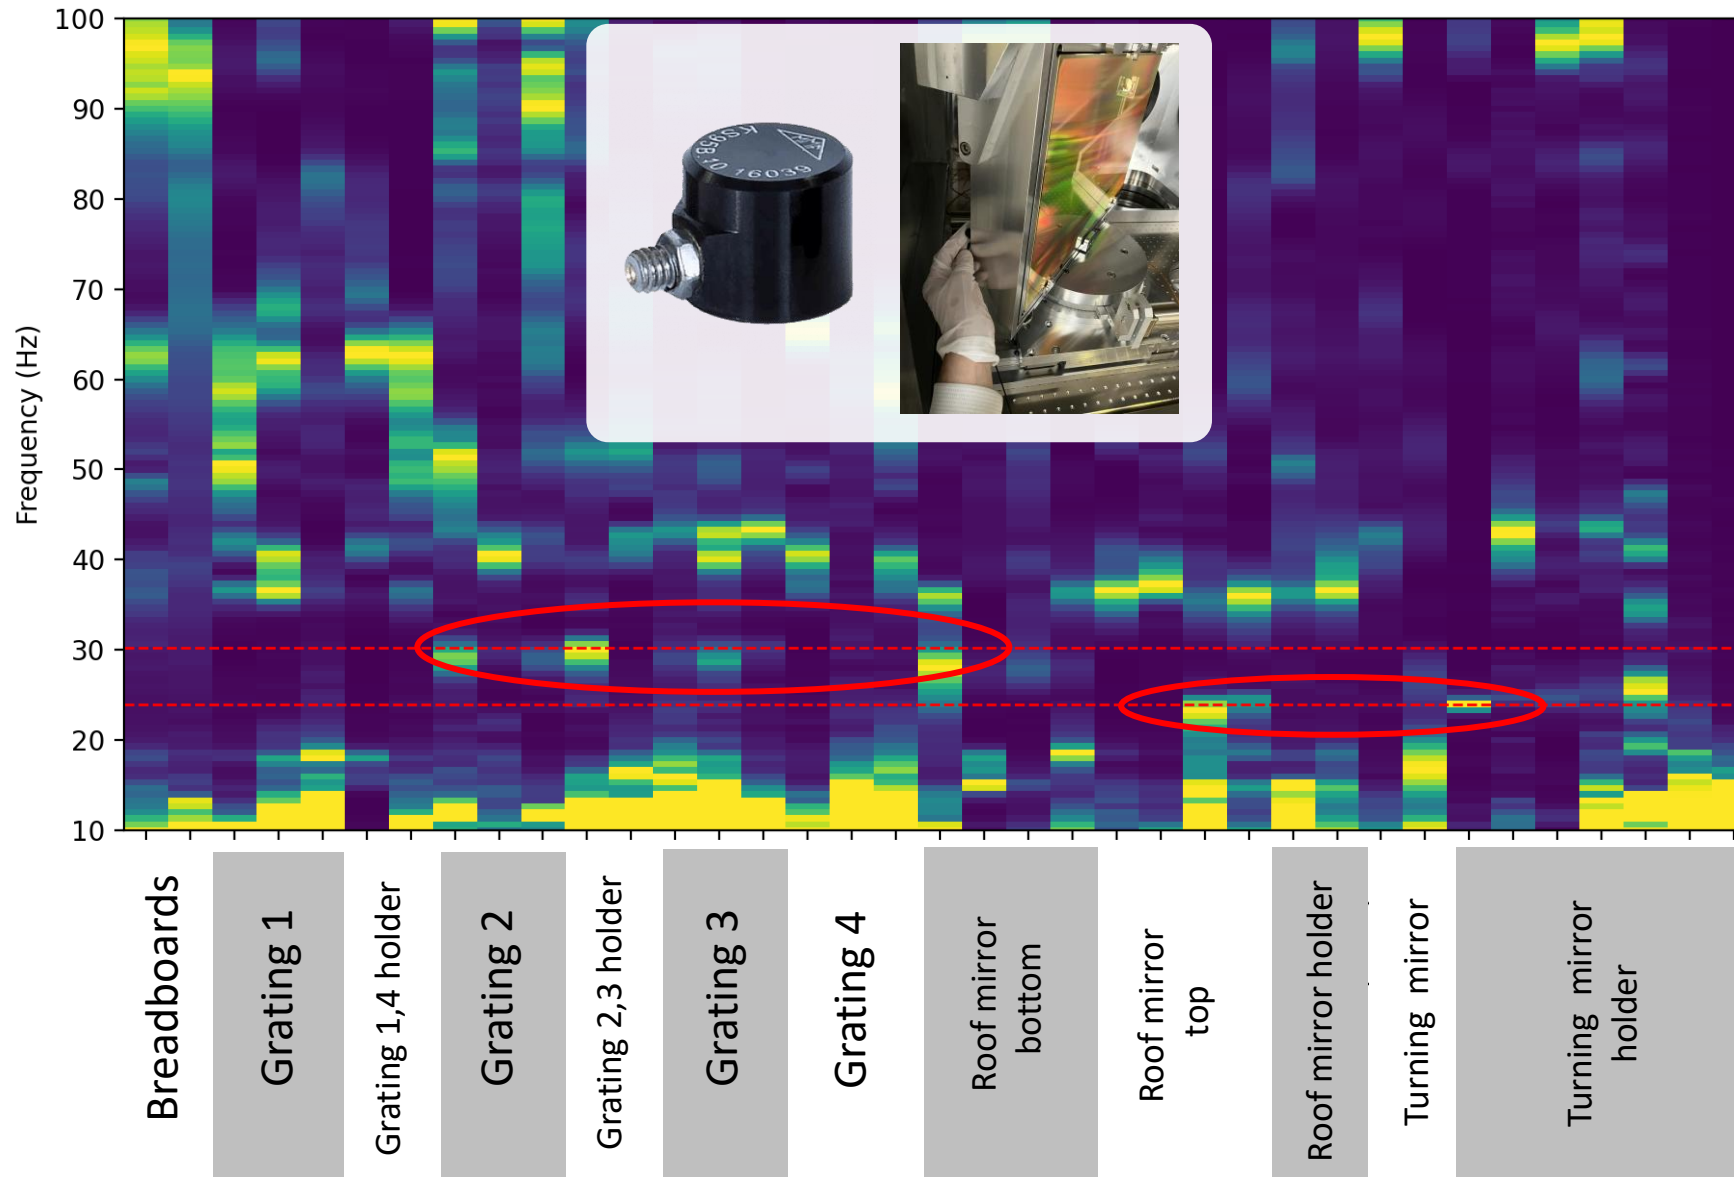 100
90
80
70
60
50
40
30
20
10
Frequency (Hz)
KS95B.10 16039
Breadboards
Grating 1
Grating 1,4 holder
Grating 2
Grating 2,3 holder
Grating 3
Grating 4
Roof mirror
bottom
Roof mirror
top
Roof mirror holder
Turning mirror
Turning mirror
holder